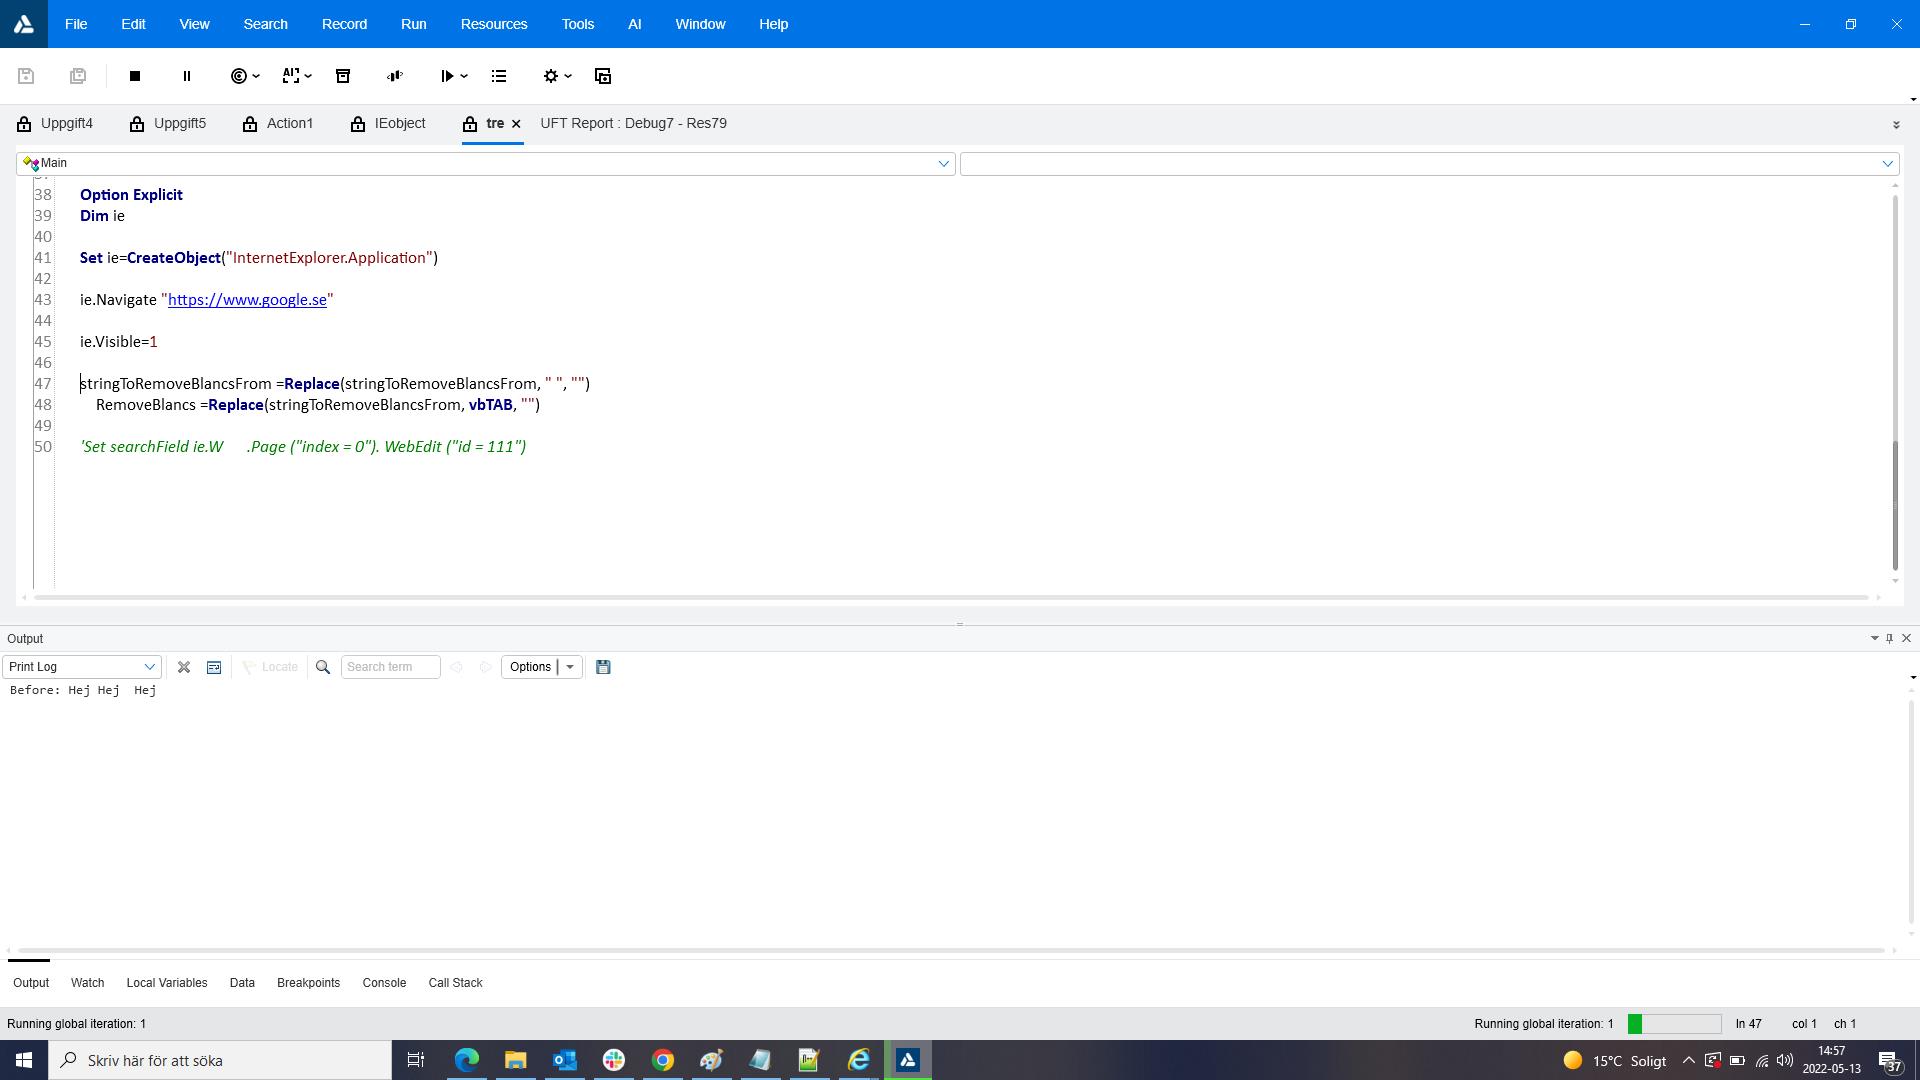 File Edit View Search Record Run Resources Tools AI Window Help
Uppgift4 Uppgift5 Action1 IEobject tre UFT Report : Debug7 - Res79
Main
38 Option Explicit
39 Dim ie
40
41 Set ie=CreateObject("InternetExplorer.Application")
42
43 ie.Navigate "https://www.google.se"
44
45 ie.Visible=1
46
47 stringToRemoveBlancsFrom =Replace(stringToRemoveBlancsFrom, " ", "")
48 RemoveBlancs =Replace(stringToRemoveBlancsFrom, vbTAB, "")
49
50 'Set searchField ie.W .Page ("index = 0"). WebEdit ("id = 111")
Output
Print Log Locate Search term Options
Before: Hej Hej  Hej
Output Watch Local Variables Data Breakpoints Console Call Stack
Running global iteration: 1 Running global iteration: 1 ln 47 col 1 ch 1
Skriv här för att söka 15°C Soligt 14:57 37
2022-05-13